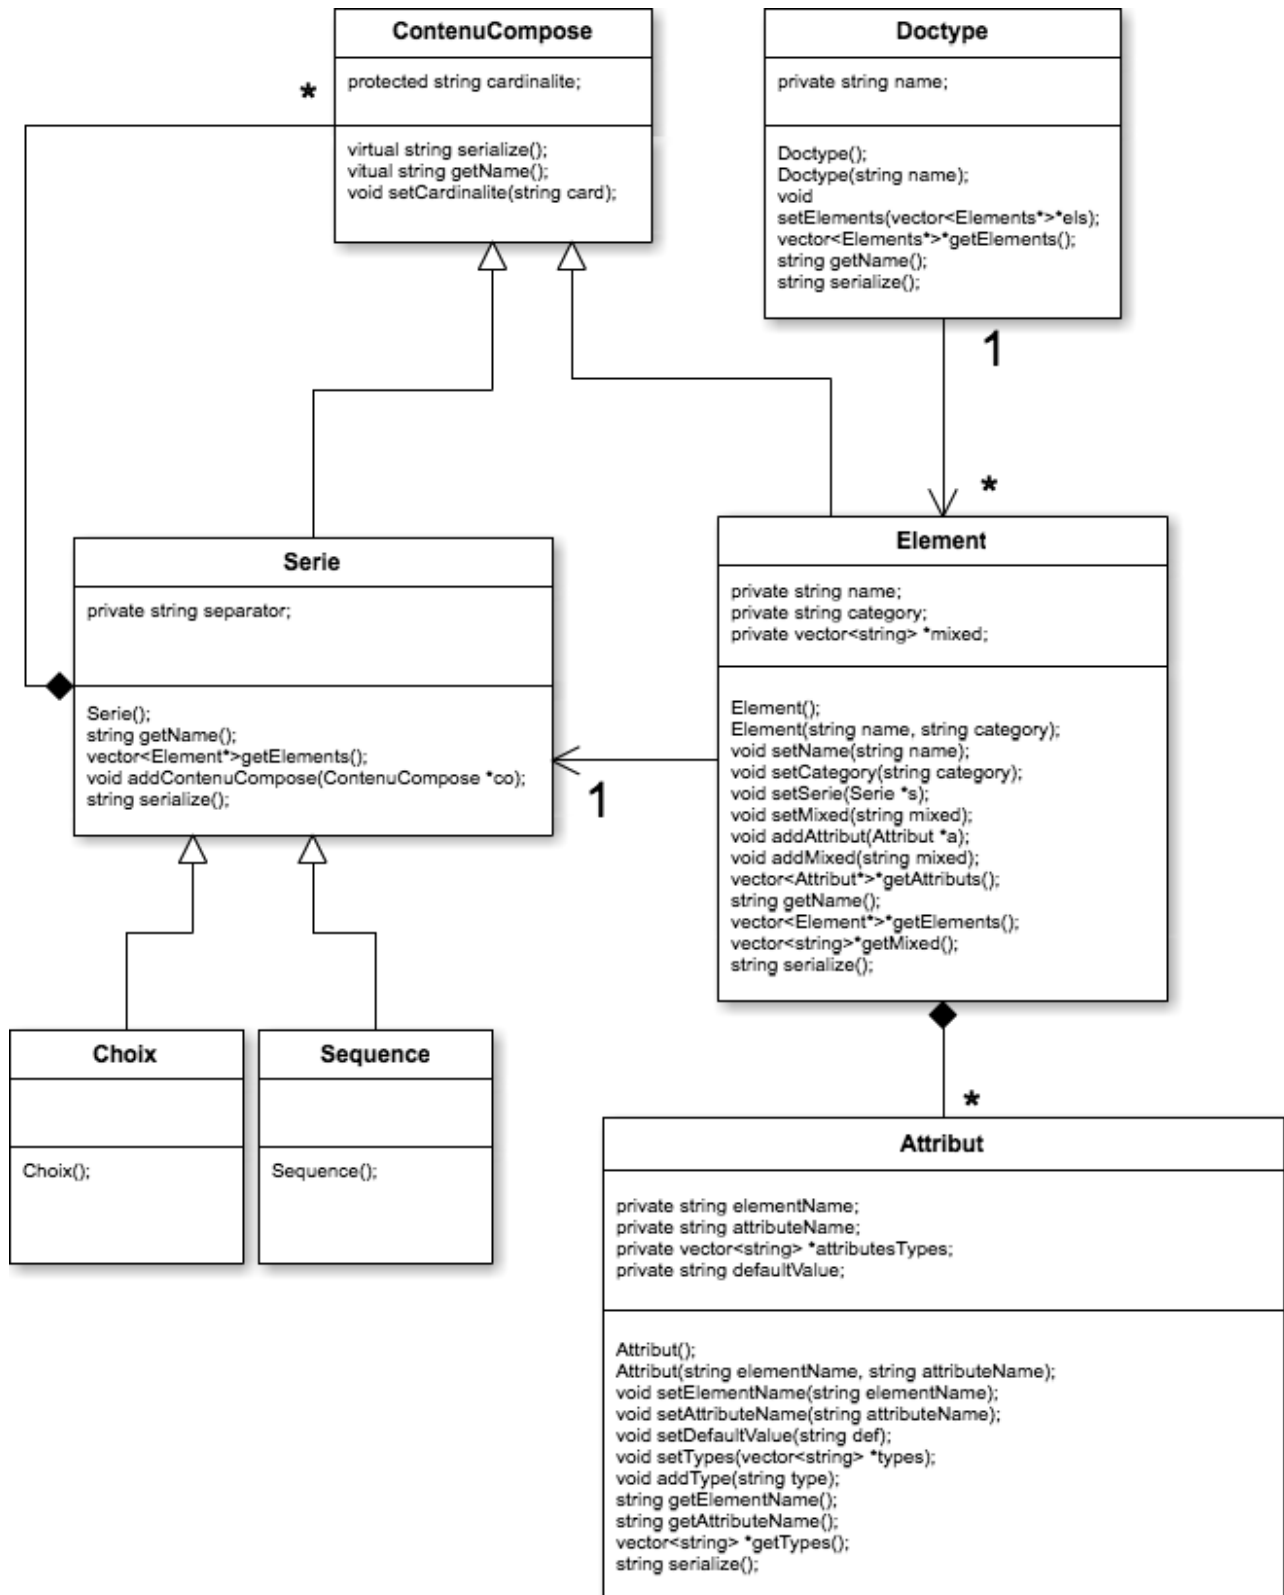 ContenuCompose
protected string cardinalite;
*
virtual string serialize();
vitual string getName();
void setCardinalite(string card);
Doctype
private string name;
Doctype();
Doctype(string name);
void
setElements(vector<Elements*>*els);
vector<Elements*>*getElements();
string getName();
string serialize();
1
*
Serie
private string separator;
Serie();
string getName();
vector<Element*>getElements();
void addContenuCompose(ContenuCompose *co);
string serialize();
1
Element
private string name;
private string category;
private vector<string> *mixed;
Element();
Element(string name, string category);
void setName(string name);
void setCategory(string category);
void setSerie(Serie *s);
void setMixed(string mixed);
void addAttribut(Attribut *a);
void addMixed(string mixed);
vector<Attribut*>*getAttributs();
string getName();
vector<Element*>*getElements();
vector<string>*getMixed();
string serialize();
Choix
Choix();
Sequence
Sequence();
*
Attribut
private string elementName;
private string attributeName;
private vector<string> *attributesTypes;
private string defaultValue;
Attribut();
Attribut(string elementName, string attributeName);
void setElementName(string elementName);
void setAttributeName(string attributeName);
void setDefaultValue(string def);
void setTypes(vector<string> *types);
void addType(string type);
string getElementName();
string getAttributeName();
vector<string> *getTypes();
string serialize();